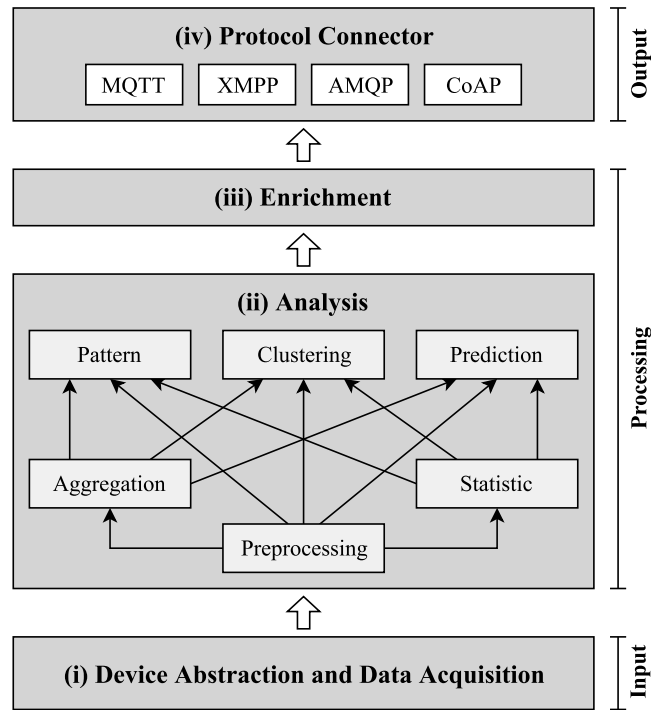 (iv) Protocol Connector
MQTT XMPP AMQP CoAP
Output
(iii) Enrichment
(ii) Analysis
Pattern Clustering Prediction
Aggregation Statistic
Preprocessing
Processing
(i) Device Abstraction and Data Acquisition
Input